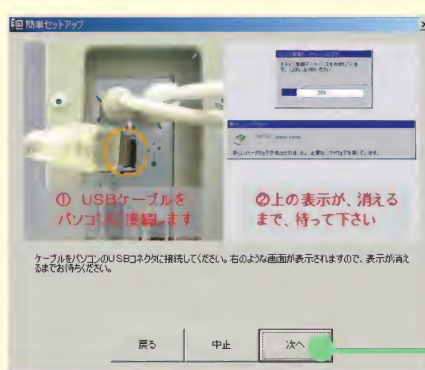 簡単セットアップ
① USBケーブルを
パソコンに接続します
②上の表示が、消える
まで、待って下さい
ケーブルをパソコンのUSBコネクタに接続してください。右のような画面が表示されますので、表示が消え
るまでお待ちください。
戻る
中止
次へ